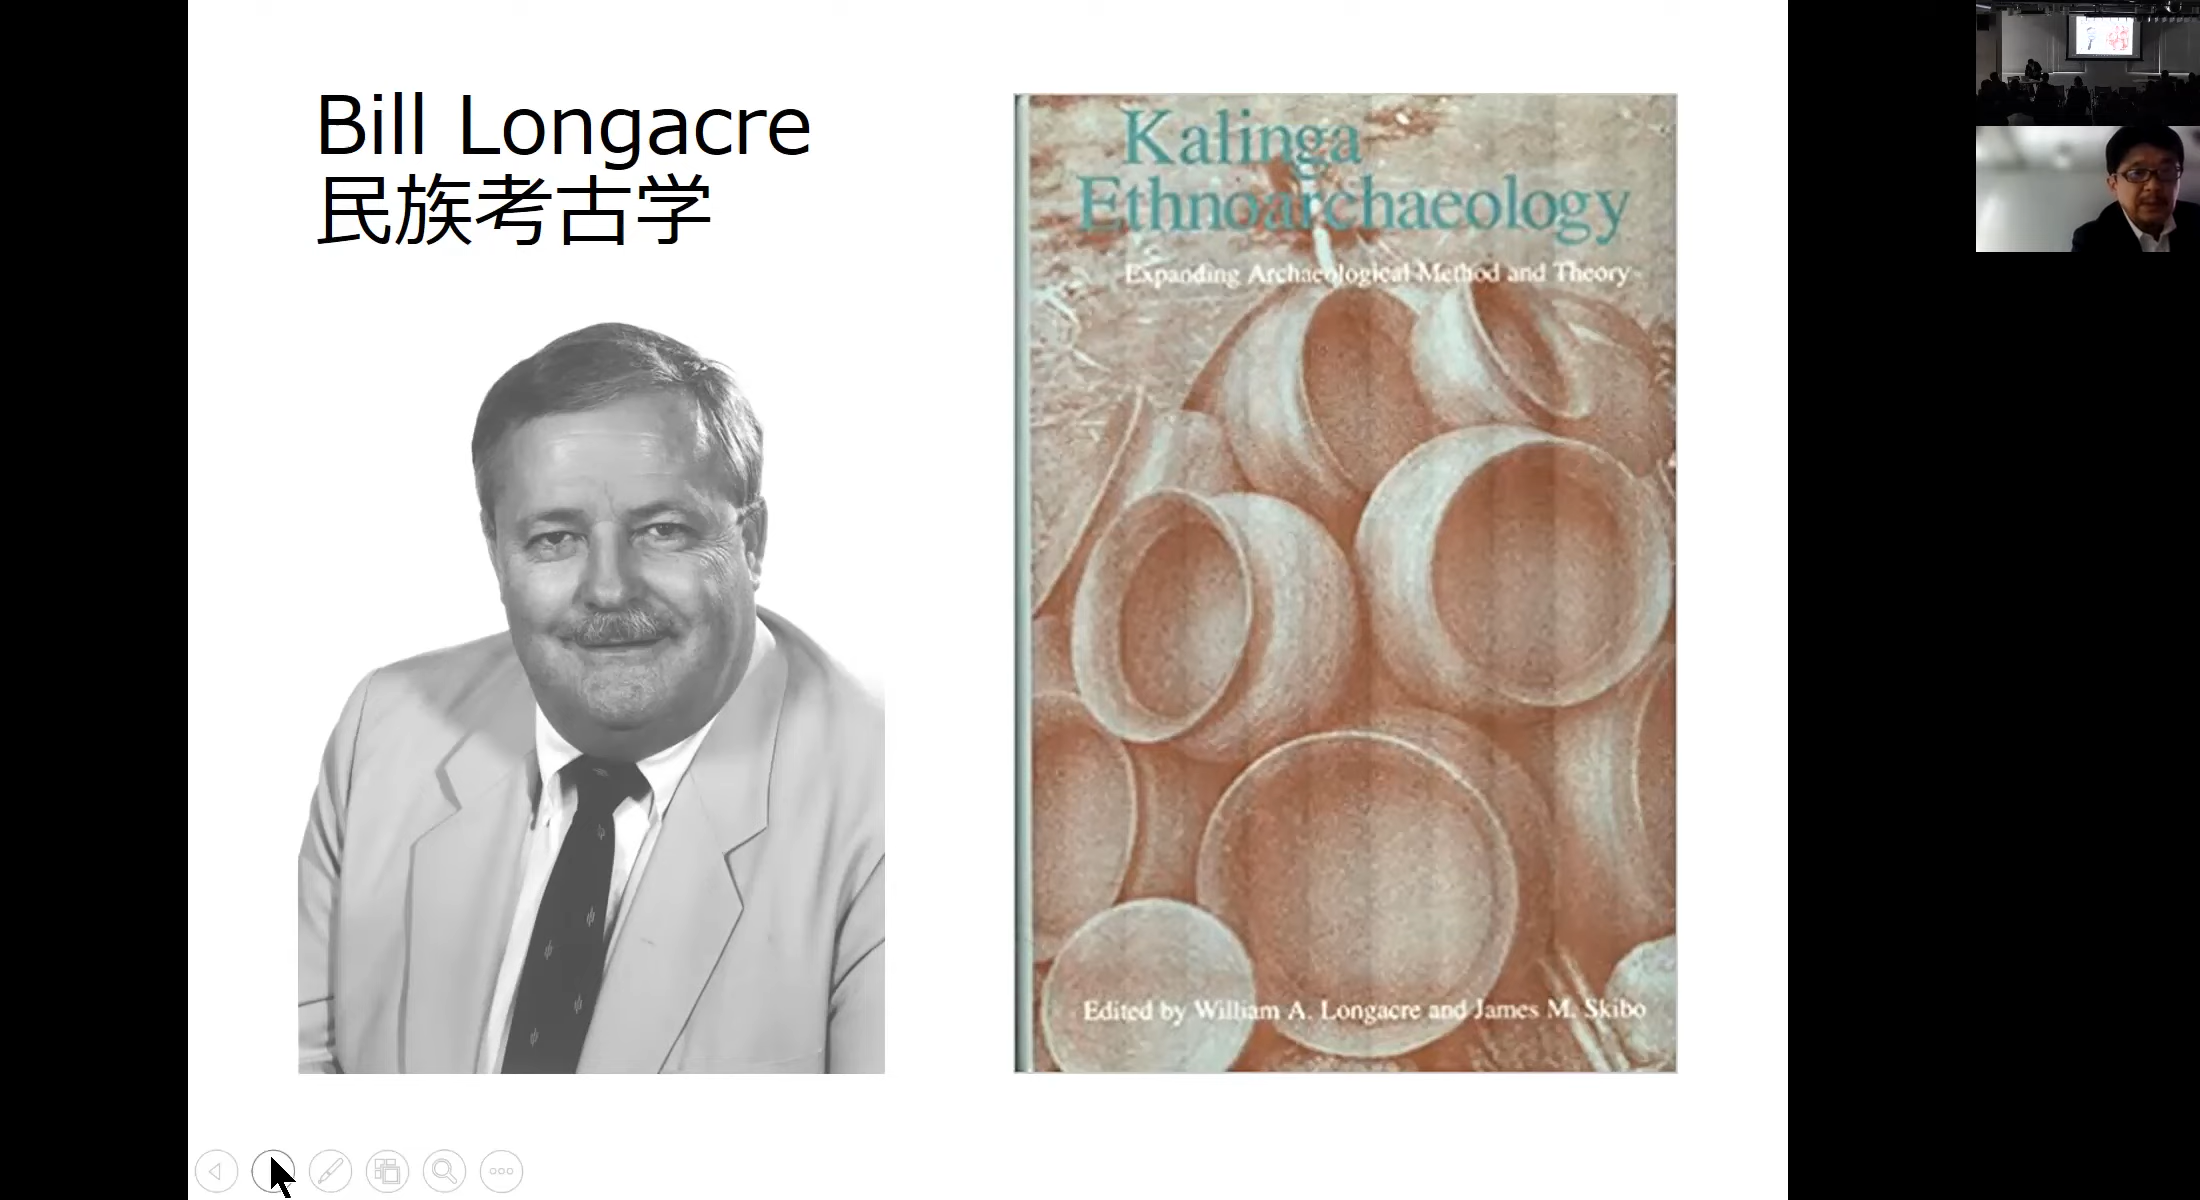 Bill Longacre
民族考古学
Kalinga
Ethnoarchaeology
Expanding Archaeological Method and Theory
Edited by William A. Longacre and James M. Skibo